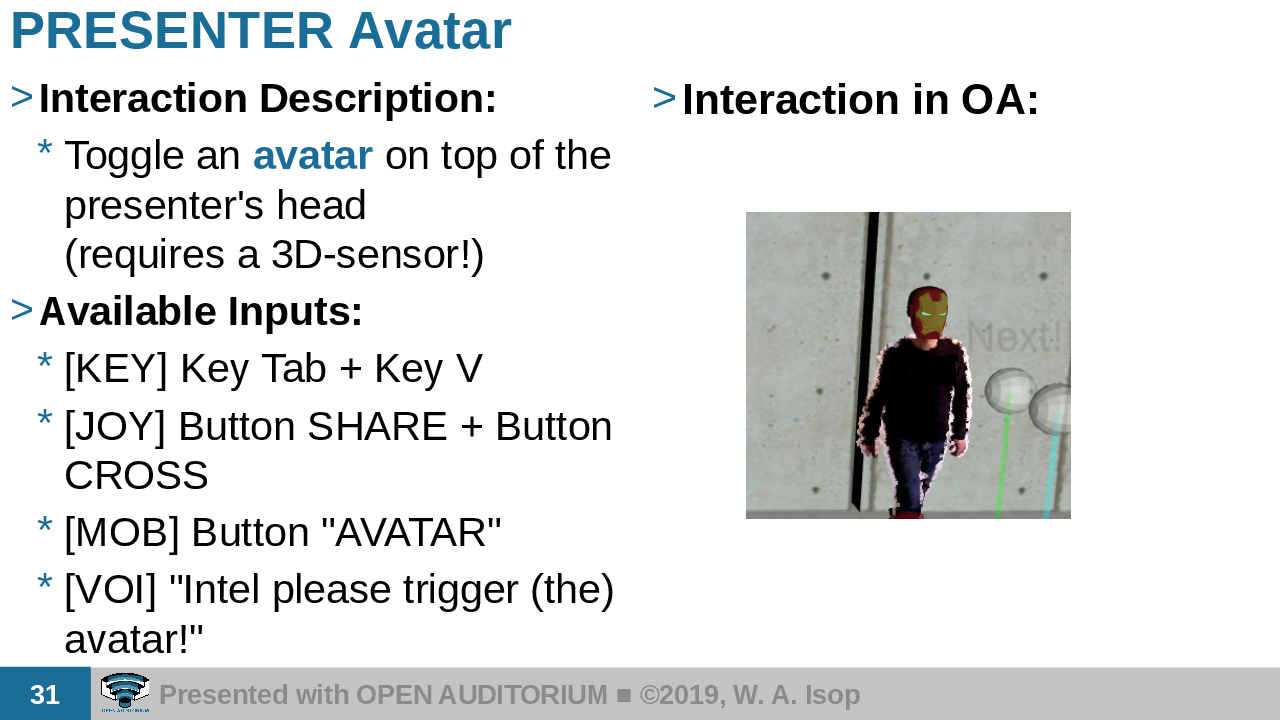 PRESENTER Avatar
> Interaction Description:
* Toggle an avatar on top of the
presenter's head
(requires a 3D-sensor!)
> Available Inputs:
* [KEY] Key Tab + Key V
* [JOY] Button SHARE + Button
CROSS
* [MOB] Button "AVATAR"
* [VOI] "Intel please trigger (the)
avatar!"
> Interaction in OA:
Next!
31
OPEN AUDITORIUM
Presented with OPEN AUDITORIUM ■ ©2019, W. A. Isop